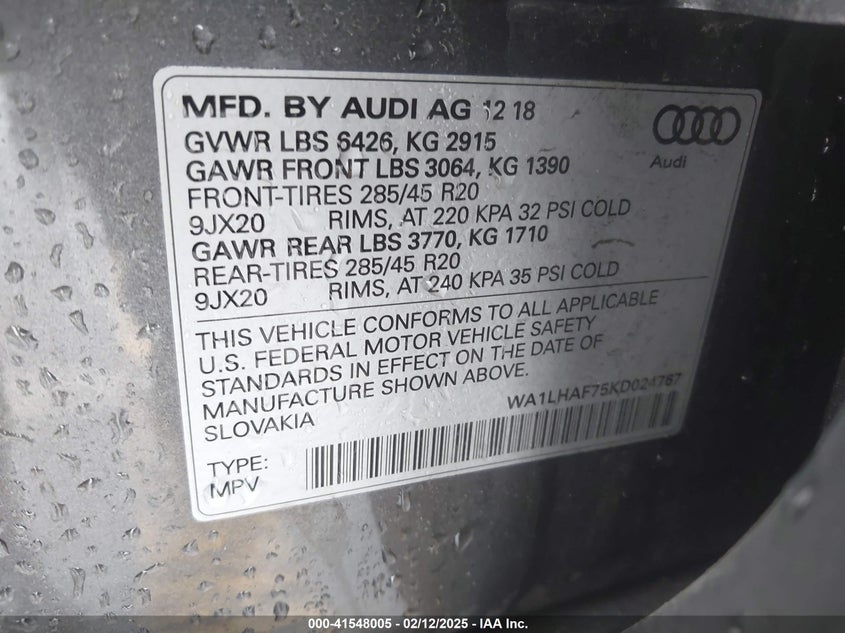 MFD. BY AUDI AG 12 18
Audi
GVWR LBS 6426, KG 2915
GAWR FRONT LBS 3064, KG 1390
FRONT-TIRES 285/45 R20
9JX20 RIMS, AT 220 KPA 32 PSI COLD
GAWR REAR LBS 3770, KG 1710
REAR-TIRES 285/45 R20
9JX20 RIMS, AT 240 KPA 35 PSI COLD
THIS VEHICLE CONFORMS TO ALL APPLICABLE
U.S. FEDERAL MOTOR VEHICLE SAFETY
STANDARDS IN EFFECT ON THE DATE OF
MANUFACTURE SHOWN ABOVE.
SLOVAKIA
WA1LHAF75KD024767
TYPE:
MPV
000-41548005 - 02/12/2025 - IAA Inc.